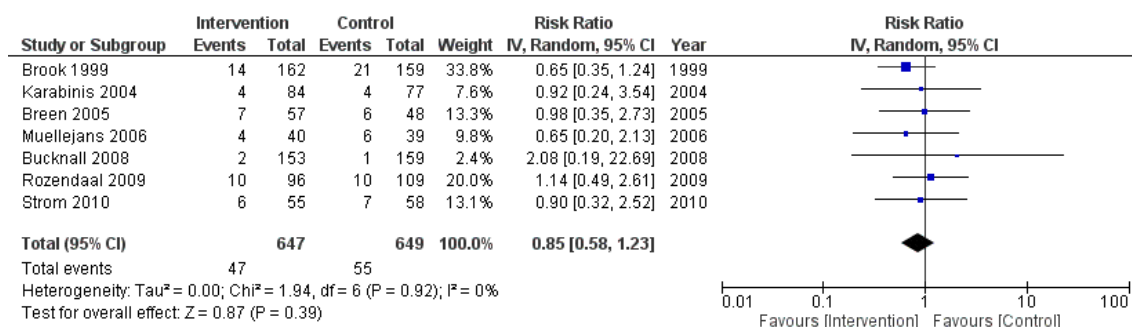 Intervention Control Risk Ratio Risk Ratio
Study or Subgroup Events Total Events Total Weight IV, Random, 95% CI Year IV, Random, 95% CI
Brook 1999 14 162 21 159 33.8% 0.65 [0.35, 1.24] 1999
Karabinis 2004 4 84 4 77 7.6% 0.92 [0.24, 3.54] 2004
Breen 2005 7 57 6 48 13.3% 0.98 [0.35, 2.73] 2005
Muellejans 2006 4 40 6 39 9.8% 0.65 [0.20, 2.13] 2006
Bucknall 2008 2 153 1 159 2.4% 2.08 [0.19, 22.69] 2008
Rozendaal 2009 10 96 10 109 20.0% 1.14 [0.49, 2.61] 2009
Strom 2010 6 55 7 58 13.1% 0.90 [0.32, 2.52] 2010
Total (95% CI) 647 649 100.0% 0.85 [0.58, 1.23]
Total events 47 55
Heterogeneity: Tau² = 0.00; Chi² = 1.94, df = 6 (P = 0.92); I² = 0%
Test for overall effect: Z = 0.87 (P = 0.39)
0.01 0.1 1 10 100
Favours [Intervention] Favours [Control]